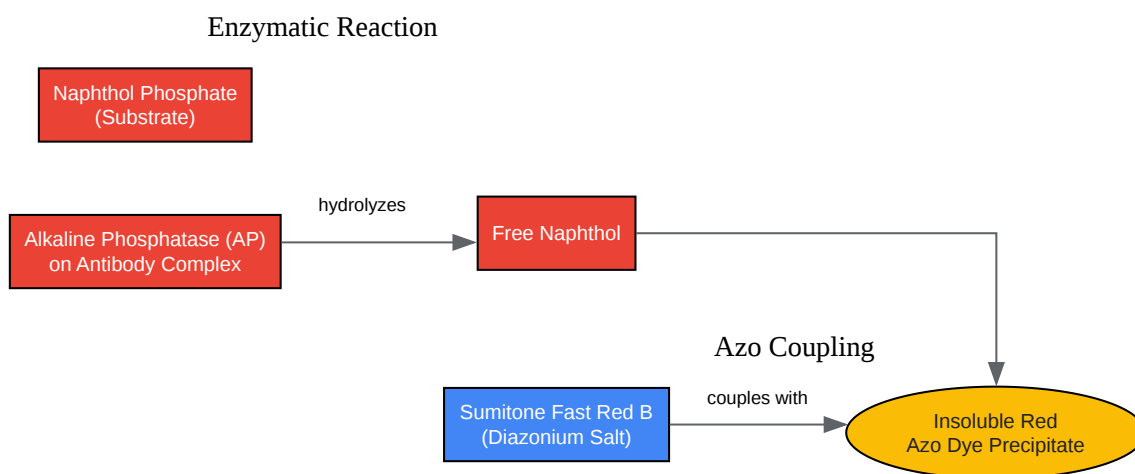 Enzymatic Reaction
Naphthol Phosphate
(Substrate)
Alkaline Phosphatase (AP)
on Antibody Complex
hydrolyzes
Free Naphthol
Azo Coupling
Sumitone Fast Red B
(Diazonium Salt)
couples with
Insoluble Red
Azo Dye Precipitate